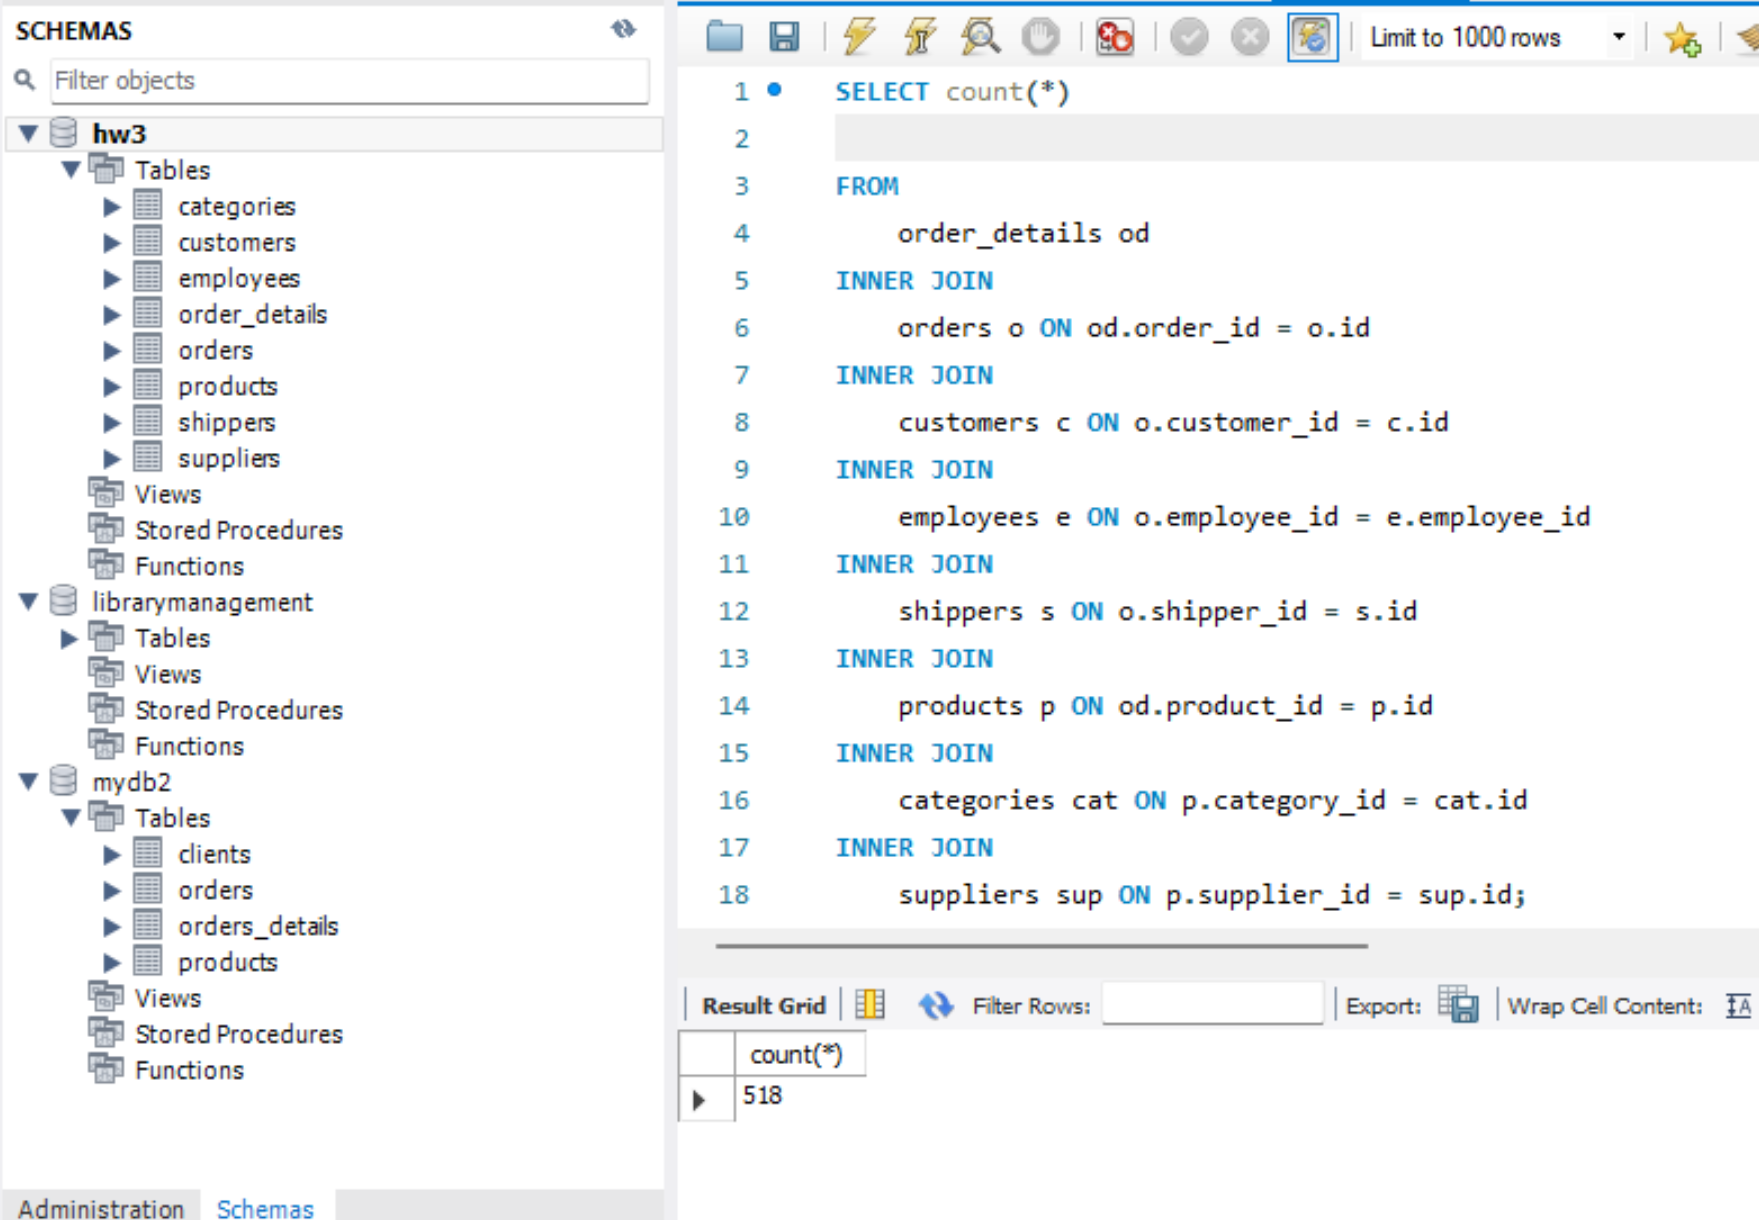 SCHEMAS
Filter objects
hw3
Tables
categories
customers
employees
order_details
orders
products
shippers
suppliers
Views
Stored Procedures
Functions
librarymanagement
Tables
Views
Stored Procedures
Functions
mydb2
Tables
clients
orders
orders_details
products
Views
Stored Procedures
Functions
Administration Schemas
Limit to 1000 rows
1 SELECT count(*)
2
3 FROM
4 order_details od
5 INNER JOIN
6 orders o ON od.order_id = o.id
7 INNER JOIN
8 customers c ON o.customer_id = c.id
9 INNER JOIN
10 employees e ON o.employee_id = e.employee_id
11 INNER JOIN
12 shippers s ON o.shipper_id = s.id
13 INNER JOIN
14 products p ON od.product_id = p.id
15 INNER JOIN
16 categories cat ON p.category_id = cat.id
17 INNER JOIN
18 suppliers sup ON p.supplier_id = sup.id;
Result Grid Filter Rows: Export: Wrap Cell Content:
count(*)
518